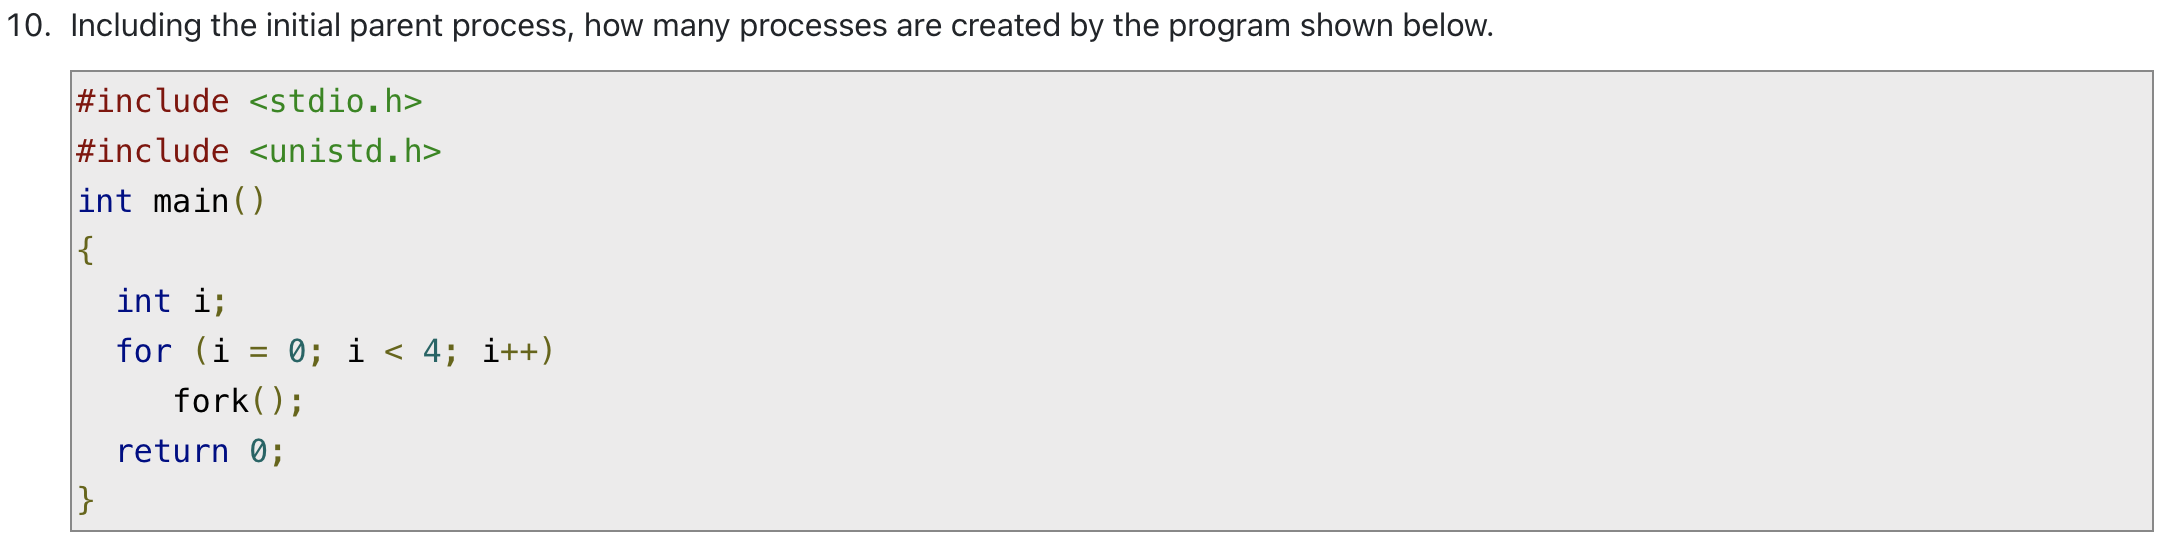 10. Including the initial parent process, how many processes are created by the program shown below.
#include <stdio.h>
#include <unistd.h>
int main()
{
  int i;
  for (i = 0; i < 4; i++)
     fork();
  return 0;
}